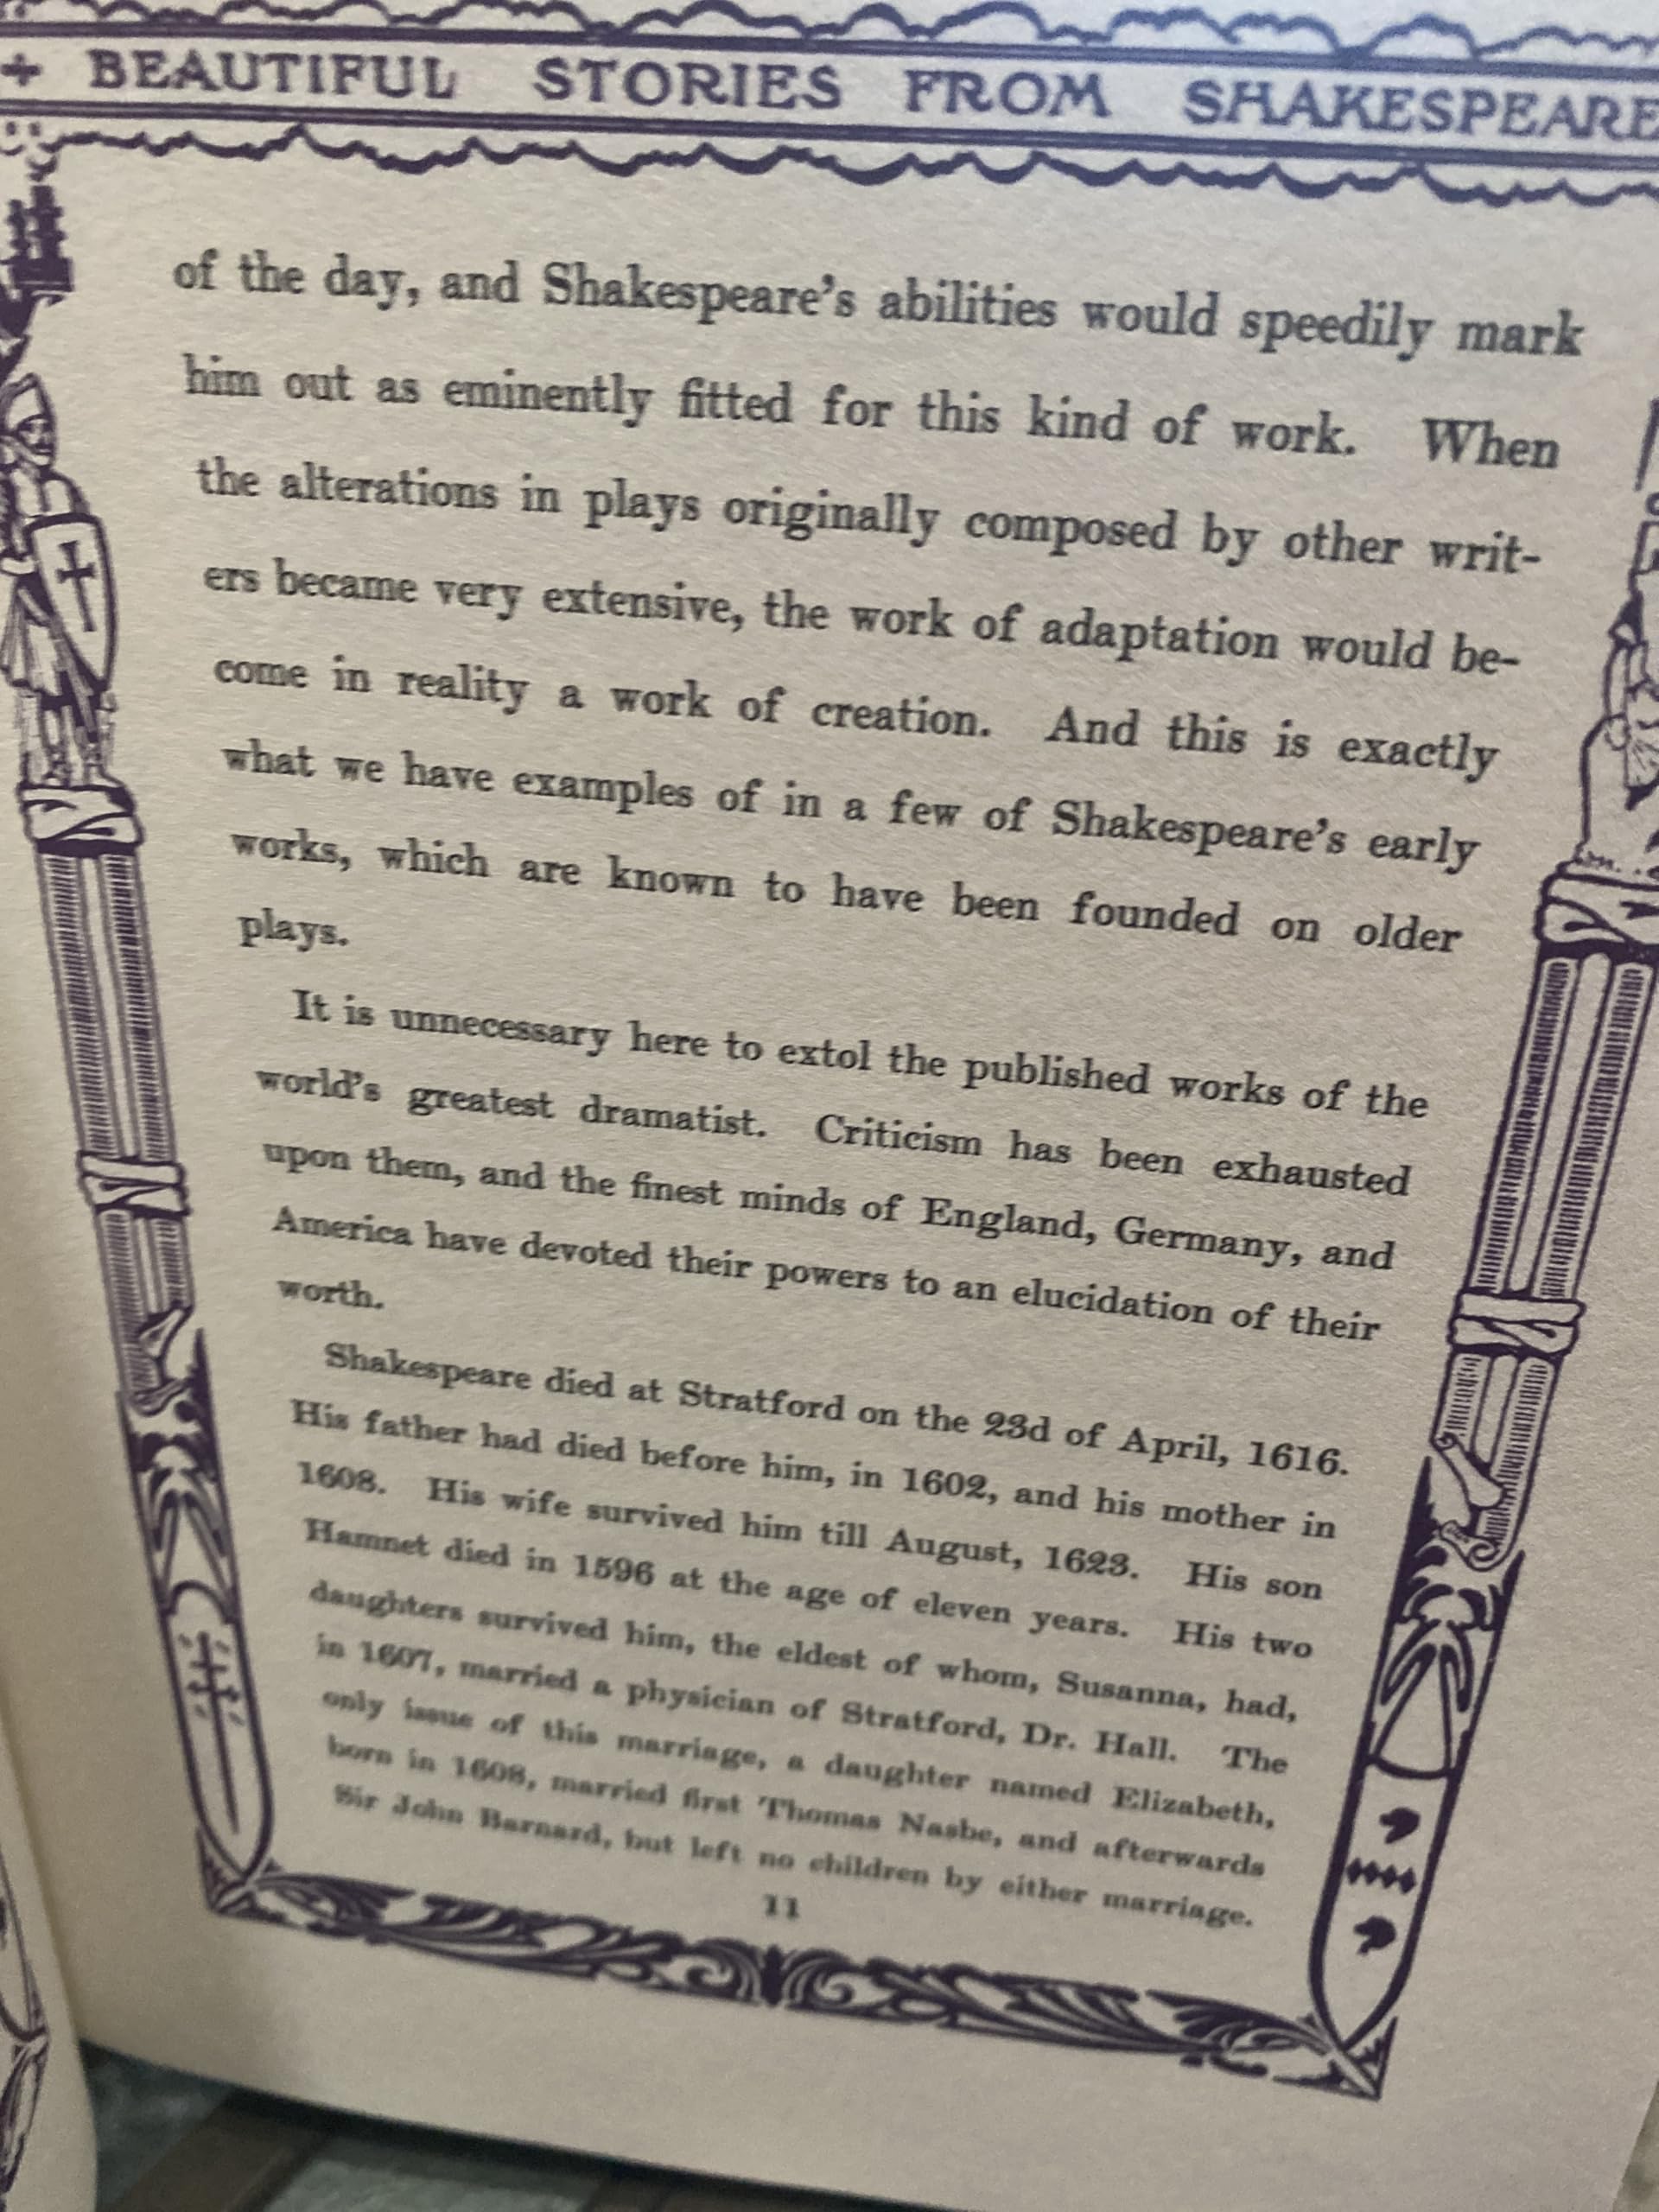 BEAUTIFUL STORIES FROM SHAKESPEARE
of the day, and Shakespeare's abilities would speedily mark
him out as eminently fitted for this kind of work. When
the alterations in plays originally composed by other writ-
ers became very extensive, the work of adaptation would be-
come in reality a work of creation. And this is exactly
what we have examples of in a few of Shakespeare's early
works, which are known to have been founded on older
plays.
It is unnecessary here to extol the published works of the
world's greatest dramatist. Criticism has been exhausted
upon them, and the finest minds of England, Germany, and
America have devoted their powers to an elucidation of their
worth.
Shakespeare died at Stratford on the 23d of April, 1616.
His father had died before him, in 1602, and his mother in
1608. His wife survived him till August, 1623. His son
Hamnet died in 1596 at the age of eleven years. His two
daughters survived him, the eldest of whom, Susanna, had,
in 1607, married a physician of Stratford, Dr. Hall. The
only issue of this marriage, a daughter named Elizabeth,
born in 1608, married first Thomas Nasbe, and afterwards
Sir John Barnard, but left no children by either marriage.
11